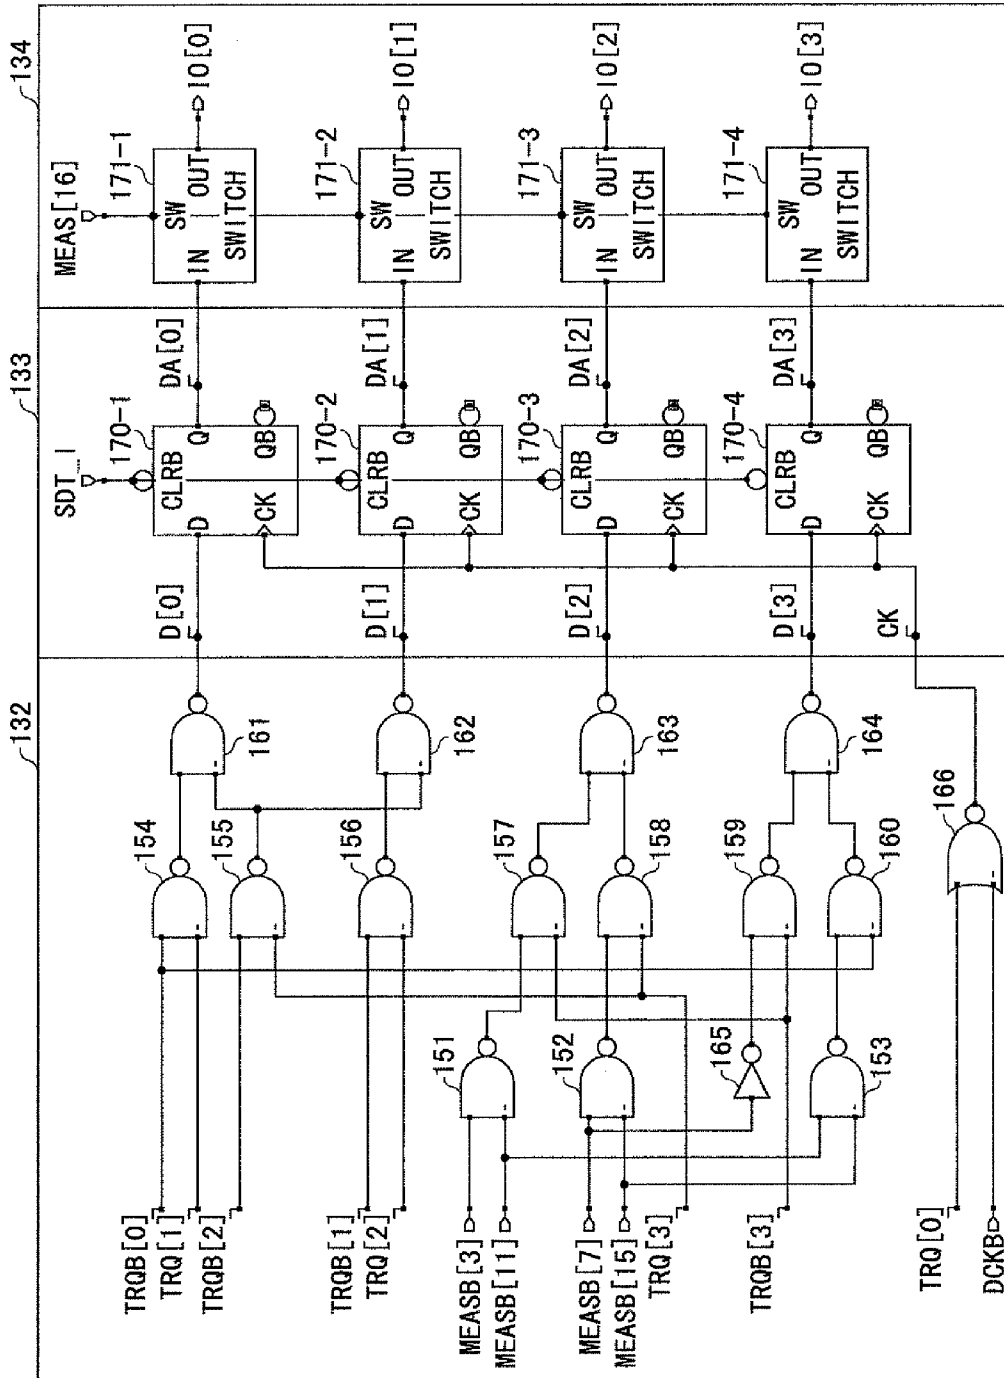 132
133
134
TRQB[0]
TRQ[1]
TRQB[2]
TRQB[1]
TRQ[2]
MEASB[3]
MEASB[11]
MEASB[7]
MEASB[15]
TRQ[3]
TRQB[3]
TRQ[0]
DCKB
151
152
165
153
154
155
156
157
158
159
160
166
161
162
163
164
D[0]
D[1]
D[2]
D[3]
CK
SDT_I
170-1
CLRB
D
Q
CK
QB
170-2
CLRB
D
Q
CK
QB
170-3
CLRB
D
Q
CK
QB
170-4
CLRB
D
Q
CK
QB
DA[0]
DA[1]
DA[2]
DA[3]
MEAS[16]
171-1
SW
IN OUT
SWITCH
171-2
SW
IN OUT
SWITCH
171-3
SW
IN OUT
SWITCH
171-4
SW
IN OUT
SWITCH
IO[0]
IO[1]
IO[2]
IO[3]